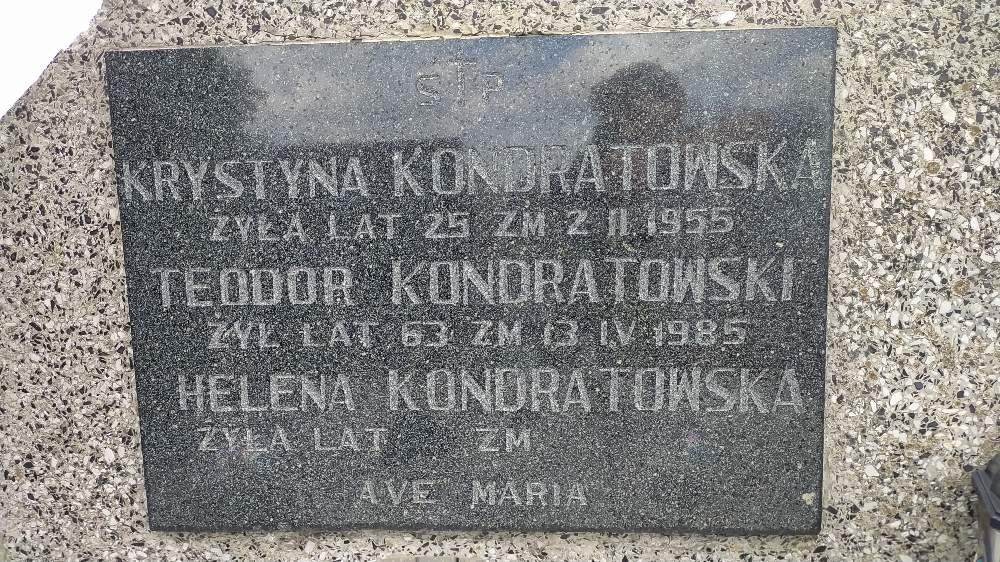 S†P
KRYSTYNA KONDRATOWSKA
ŻYŁA LAT 25 ZM 2 II 1955
TEODOR KONDRATOWSKI
ŻYŁ LAT 63 ZM 13 IV 1985
HELENA KONDRATOWSKA
ŻYŁA LAT ZM
AVE MARIA